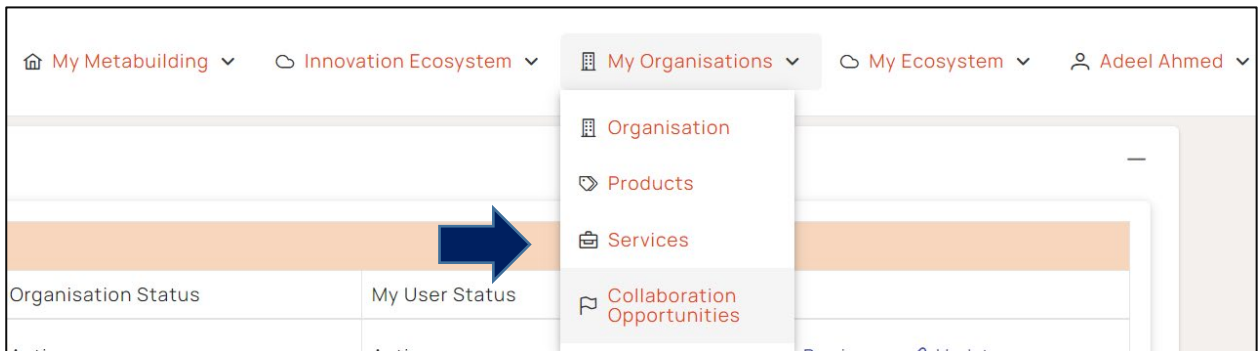 My Metabuilding
Innovation Ecosystem
My Organisations
My Ecosystem
Adeel Ahmed
Organisation
Products
Services
Organisation Status
My User Status
Collaboration
Opportunities